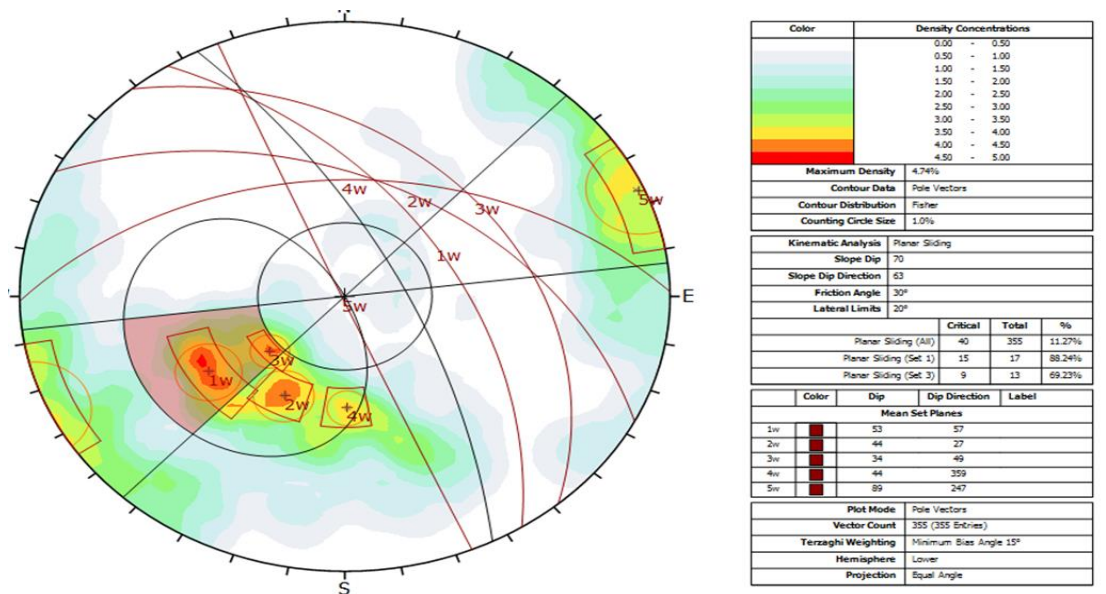 4w
2w
3w
1w
5w
5w
E
1w
3w
2w
4w
S
Color Density Concentrations
0.00 - 0.50
0.50 - 1.00
1.00 - 1.50
1.50 - 2.00
2.00 - 2.50
2.50 - 3.00
3.00 - 3.50
3.50 - 4.00
4.00 - 4.50
4.50 - 5.00
Maximum Density 4.74%
Contour Data Pole Vectors
Contour Distribution Fisher
Counting Circle Size 1.0%
Kinematic Analysis Planar Sliding
Slope Dip 70
Slope Dip Direction 63
Friction Angle 30°
Lateral Limits 20°
Critical Total %
Planar Sliding (All) 40 355 11.27%
Planar Sliding (Set 1) 15 17 88.24%
Planar Sliding (Set 3) 9 13 69.23%
Color Dip Dip Direction Label
Mean Set Planes
1w 53 57
2w 44 27
3w 34 49
4w 44 359
5w 89 247
Plot Mode Pole Vectors
Vector Count 355 (355 Entries)
Terzaghi Weighting Minimum Bias Angle 15°
Hemisphere Lower
Projection Equal Angle